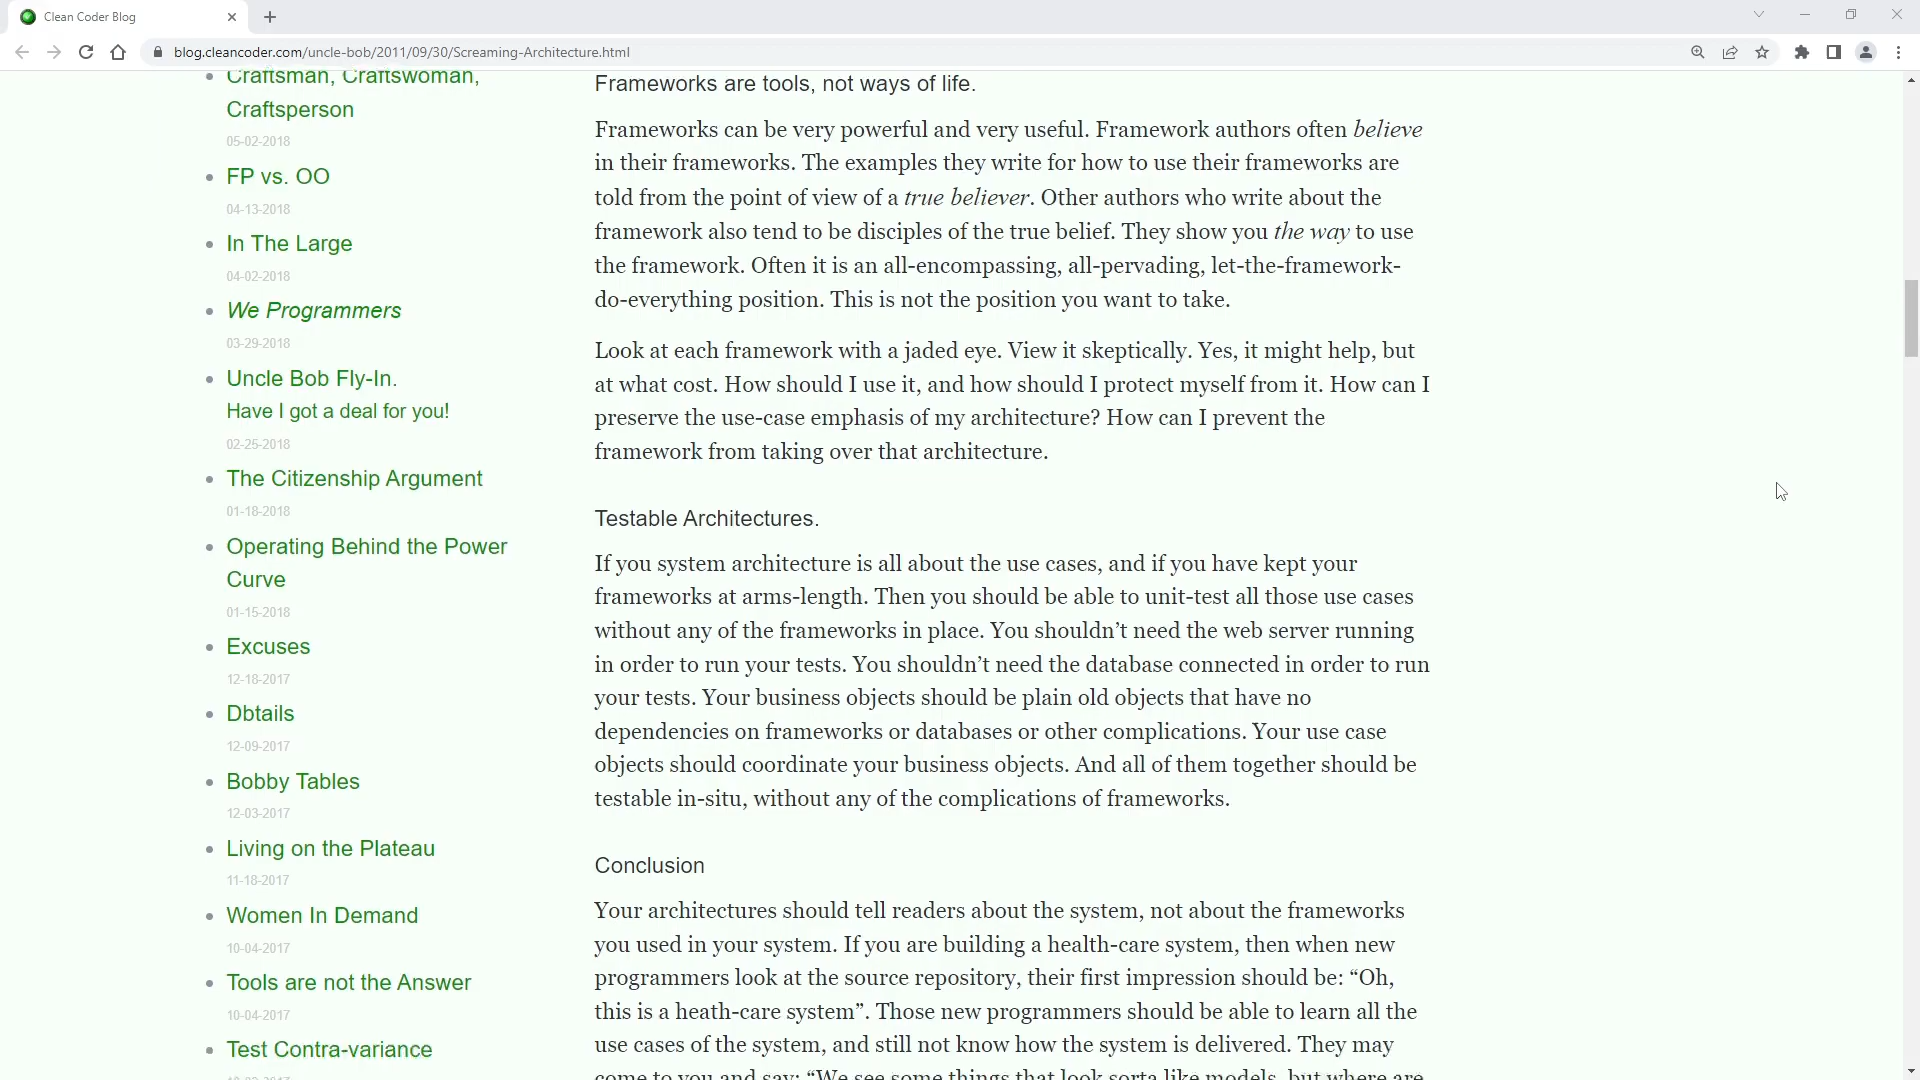 Clean Coder Blog
blog.cleancoder.com/uncle-bob/2011/09/30/Screaming-Architecture.html
Craftsman, Craftswoman,
Craftsperson
05-02-2018
FP vs. OO
04-13-2018
In The Large
04-02-2018
We Programmers
03-29-2018
Uncle Bob Fly-In.
Have I got a deal for you!
02-25-2018
The Citizenship Argument
01-18-2018
Operating Behind the Power
Curve
01-15-2018
Excuses
12-18-2017
Dbtails
12-09-2017
Bobby Tables
12-03-2017
Living on the Plateau
11-18-2017
Women In Demand
10-04-2017
Tools are not the Answer
10-04-2017
Test Contra-variance
Frameworks are tools, not ways of life.
Frameworks can be very powerful and very useful. Framework authors often believe
in their frameworks. The examples they write for how to use their frameworks are
told from the point of view of a true believer. Other authors who write about the
framework also tend to be disciples of the true belief. They show you the way to use
the framework. Often it is an all-encompassing, all-pervading, let-the-framework-
do-everything position. This is not the position you want to take.
Look at each framework with a jaded eye. View it skeptically. Yes, it might help, but
at what cost. How should I use it, and how should I protect myself from it. How can I
preserve the use-case emphasis of my architecture? How can I prevent the
framework from taking over that architecture.
Testable Architectures.
If you system architecture is all about the use cases, and if you have kept your
frameworks at arms-length. Then you should be able to unit-test all those use cases
without any of the frameworks in place. You shouldn’t need the web server running
in order to run your tests. You shouldn’t need the database connected in order to run
your tests. Your business objects should be plain old objects that have no
dependencies on frameworks or databases or other complications. Your use case
objects should coordinate your business objects. And all of them together should be
testable in-situ, without any of the complications of frameworks.
Conclusion
Your architectures should tell readers about the system, not about the frameworks
you used in your system. If you are building a health-care system, then when new
programmers look at the source repository, their first impression should be: “Oh,
this is a heath-care system”. Those new programmers should be able to learn all the
use cases of the system, and still not know how the system is delivered. They may
come to you and say: “We see some things that look sorta like models, but where are